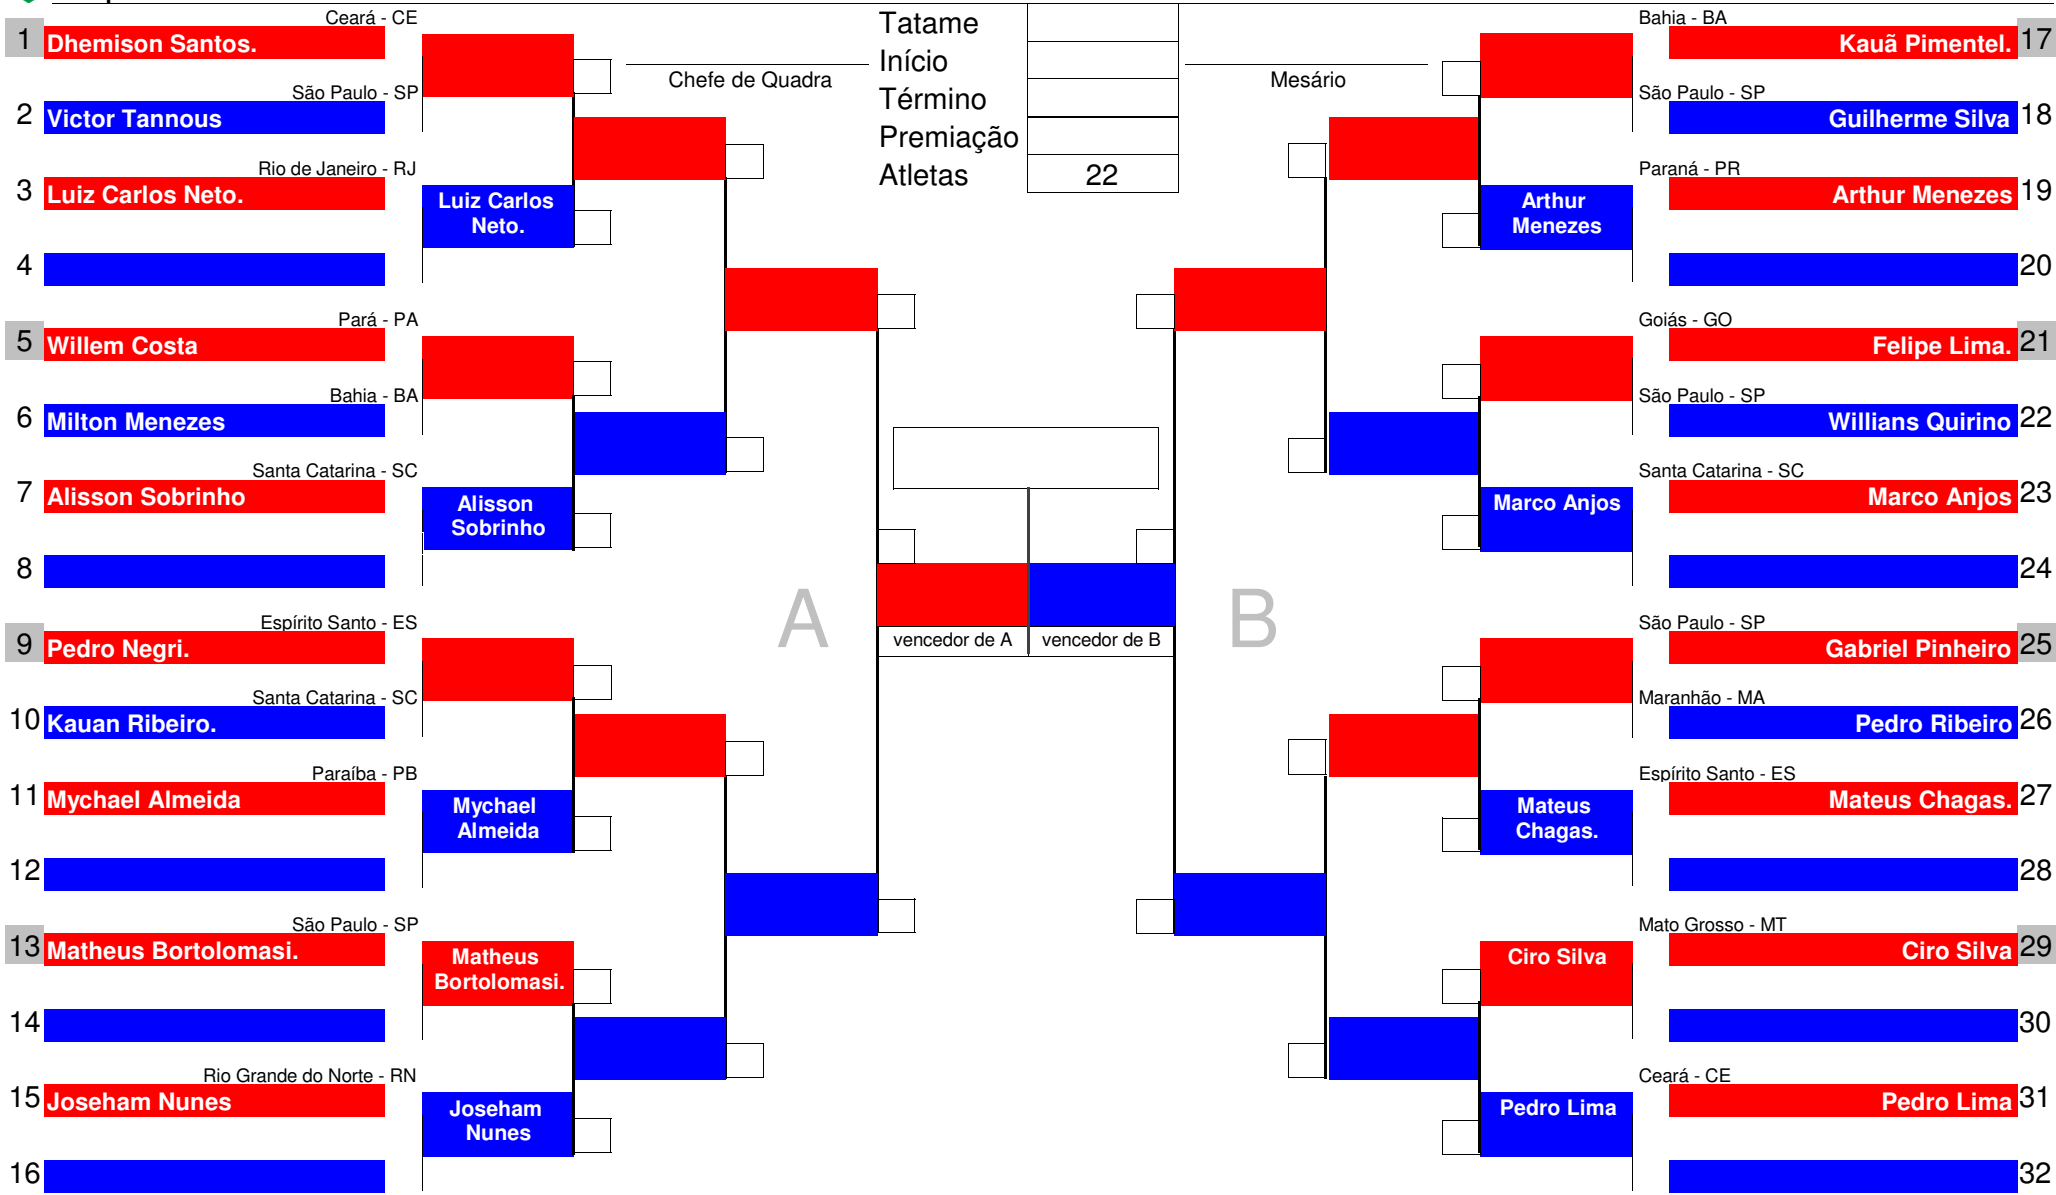 Tatame
Início
Término
Premiação
Atletas 22
Chefe de Quadra
Mesário
Ceará - CE
1 Dhemison Santos.
São Paulo - SP
2 Victor Tannous
Rio de Janeiro - RJ
3 Luiz Carlos Neto.
Luiz Carlos
Neto.
4
Pará - PA
5 Willem Costa
Bahia - BA
6 Milton Menezes
Santa Catarina - SC
7 Alisson Sobrinho
Alisson
Sobrinho
8
Espírito Santo - ES
9 Pedro Negri.
Santa Catarina - SC
10 Kauan Ribeiro.
Paraíba - PB
11 Mychael Almeida
Mychael
Almeida
12
São Paulo - SP
13 Matheus Bortolomasi.
Matheus
Bortolomasi.
14
Rio Grande do Norte - RN
15 Joseham Nunes
Joseham
Nunes
16
A
B
vencedor de A
vencedor de B
Bahia - BA
Kauã Pimentel. 17
São Paulo - SP
Guilherme Silva 18
Paraná - PR
Arthur Menezes 19
Arthur
Menezes
20
Goiás - GO
Felipe Lima. 21
São Paulo - SP
Willians Quirino 22
Santa Catarina - SC
Marco Anjos 23
Marco Anjos
24
São Paulo - SP
Gabriel Pinheiro 25
Maranhão - MA
Pedro Ribeiro 26
Espírito Santo - ES
Mateus Chagas. 27
Mateus
Chagas.
28
Mato Grosso - MT
Ciro Silva 29
Ciro Silva
30
Ceará - CE
Pedro Lima 31
Pedro Lima
32